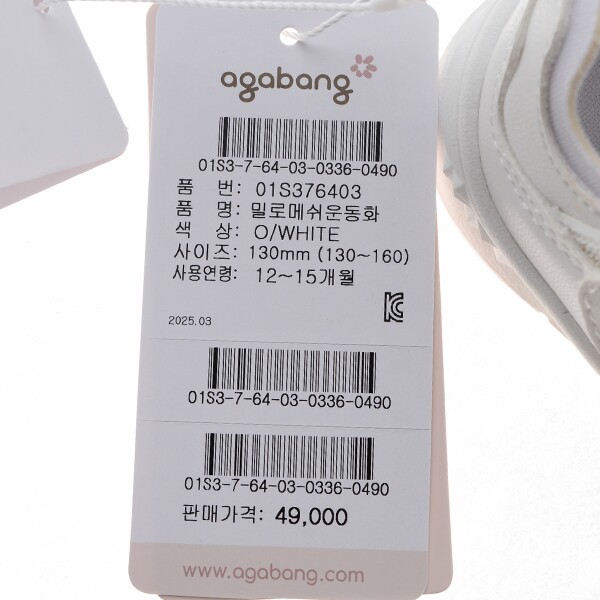 agabang
01S3-7-64-03-0336-0490
품 번: 01S376403
품 명: 밀로메쉬운동화
색 상: O/WHITE
사이즈: 130mm (130~160)
사용연령: 12~15개월
2025.03
01S3-7-64-03-0336-0490
01S3-7-64-03-0336-0490
판매가격: 49,000
www.agabang.com